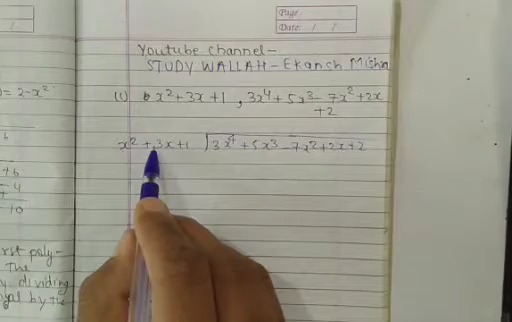 Page:
Date: / /
Youtube channel-
STUDY WALLAH-Ekansh Mishra
= 2-x²
(i) x²+3x+1, 3x⁴+5x³-7x²+2x
+2
x²+3x+1 3x⁴+5x³-7x²+2x+2
+6
-4
-10
rst poly-
The
dividing
by the